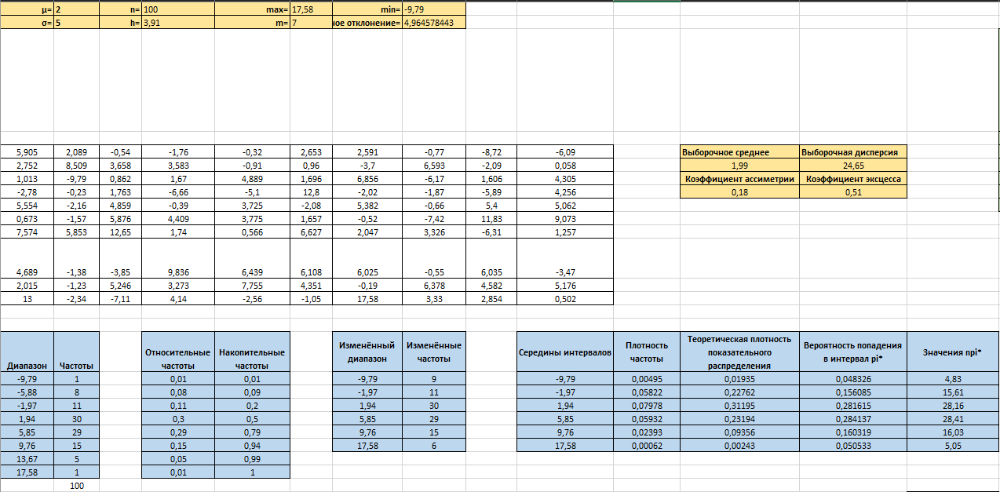 μ= 2 n= 100 max= 17,58 min= -9,79
σ= 5 h= 3,91 m= 7 ное отклонение= 4,964578443
5,905 2,089 -0,54 -1,76 -0,32 2,653 2,591 -0,77 -8,72 -6,09 Выборочное среднее Выборочная дисперсия
2,752 8,509 3,658 3,583 -0,91 0,96 -3,7 6,593 -2,09 0,058 1,99 24,65
1,013 -9,79 0,862 1,67 4,889 1,696 6,856 -6,17 1,606 4,305 Коэффициент ассиметрии Коэффициент эксцесса
-2,78 -0,23 1,763 -6,66 -5,1 12,8 -2,02 -1,87 -5,89 4,256 0,18 0,51
5,554 -2,16 4,859 -0,39 3,725 -2,08 5,382 -0,66 5,4 5,062
0,673 -1,57 5,876 4,409 3,775 1,657 -0,52 -7,42 11,83 9,073
7,574 5,853 12,65 1,74 0,566 6,627 2,047 3,326 -6,31 1,257
4,689 -1,38 -3,85 9,836 6,439 6,108 6,025 -0,55 6,035 -3,47
2,015 -1,23 5,246 3,273 7,755 4,351 -0,19 6,378 4,582 5,176
13 -2,34 -7,11 4,14 -2,56 -1,05 17,58 3,33 2,854 0,502
Диапазон Частоты Относительные частоты Накопительные частоты Изменённый диапазон Изменённые частоты Середины интервалов Плотность частоты Теоретическая плотность показательного распределения Вероятность попадения в интервал pi* Значения npi*
-9,79 1 0,01 0,01 -9,79 9 -9,79 0,00495 0,01935 0,048326 4,83
-5,88 8 0,08 0,09 -1,97 11 -1,97 0,05822 0,22762 0,156085 15,61
-1,97 11 0,11 0,2 1,94 30 1,94 0,07978 0,31195 0,281615 28,16
1,94 30 0,3 0,5 5,85 29 5,85 0,05932 0,23194 0,284137 28,41
5,85 29 0,29 0,79 9,76 15 9,76 0,02393 0,09356 0,160319 16,03
9,76 15 0,15 0,94 17,58 6 17,58 0,00062 0,00243 0,050533 5,05
13,67 5 0,05 0,99
17,58 1 0,01 1
100